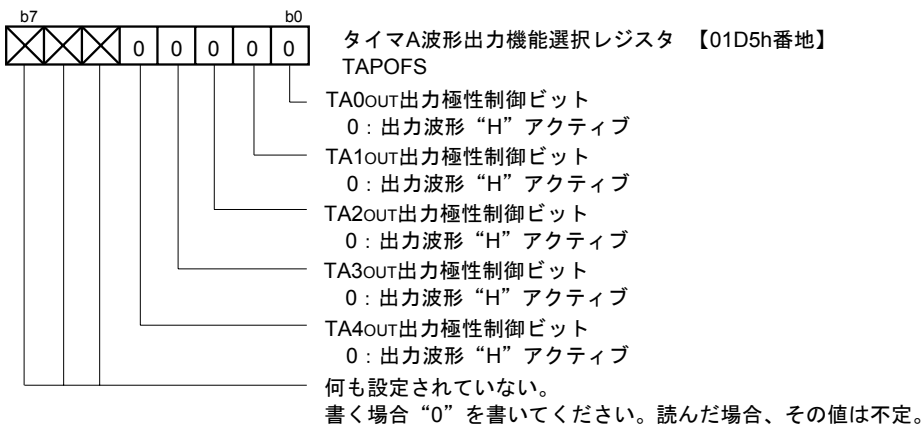 b7 b0
0 0 0 0 0
タイマA波形出力機能選択レジスタ 【01D5h番地】
TAPOFS
TA0OUT出力極性制御ビット
0：出力波形“H”アクティブ
TA1OUT出力極性制御ビット
0：出力波形“H”アクティブ
TA2OUT出力極性制御ビット
0：出力波形“H”アクティブ
TA3OUT出力極性制御ビット
0：出力波形“H”アクティブ
TA4OUT出力極性制御ビット
0：出力波形“H”アクティブ
何も設定されていない。
書く場合“0”を書いてください。読んだ場合、その値は不定。